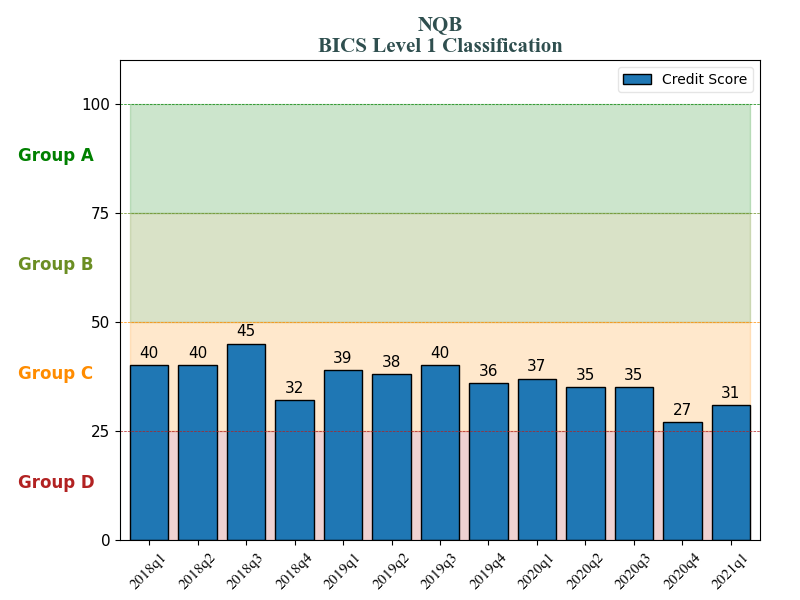 NQB
BICS Level 1 Classification
Credit Score
100
Group A
75
Group B
50
45
40 40 32 39 38 40 36 37 35 35 27 31
Group C
25
Group D
0
2018q1 2018q2 2018q3 2018q4 2019q1 2019q2 2019q3 2019q4 2020q1 2020q2 2020q3 2020q4 2021q1